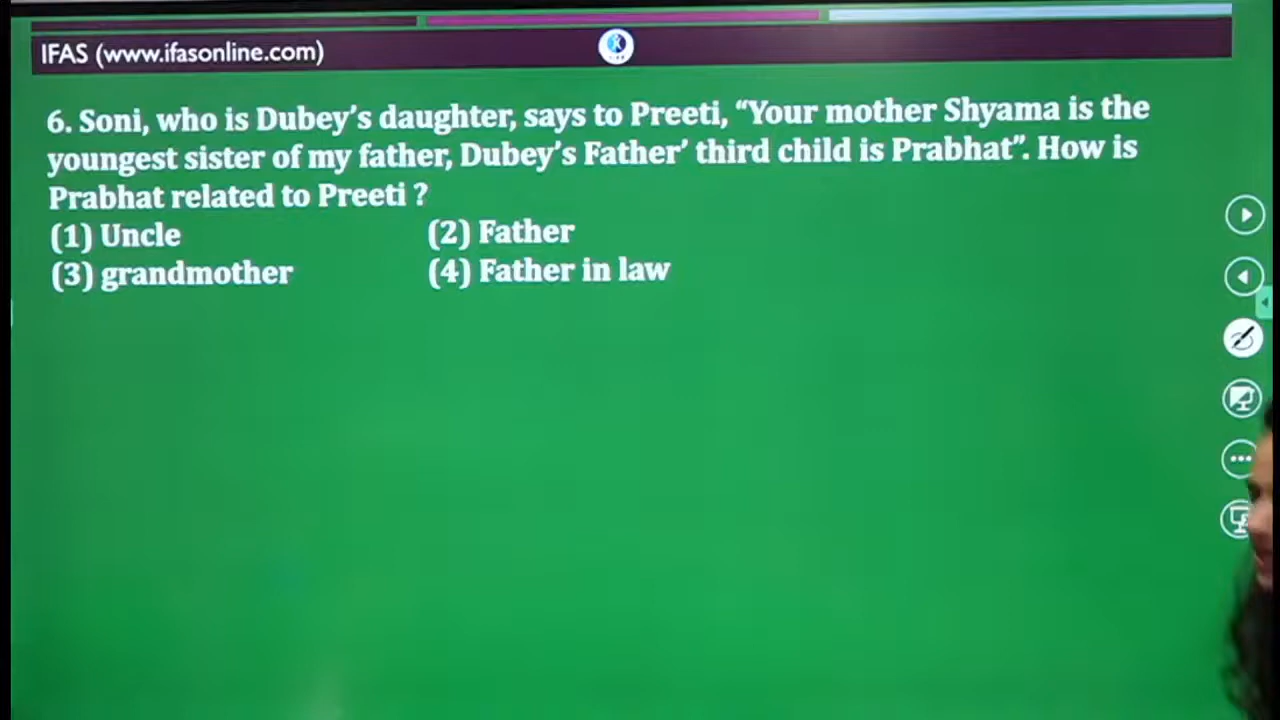 IFAS (www.ifasonline.com)
6. Soni, who is Dubey's daughter, says to Preeti, “Your mother Shyama is the
youngest sister of my father, Dubey's Father’ third child is Prabhat”. How is
Prabhat related to Preeti ?
(1) Uncle (2) Father
(3) grandmother (4) Father in law